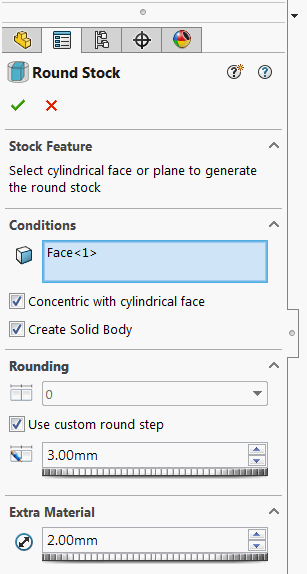 Round Stock
Stock Feature
Select cylindrical face or plane to generate
the round stock
Conditions
Face<1>
Concentric with cylindrical face
Create Solid Body
Rounding
0
Use custom round step
3.00mm
Extra Material
2.00mm